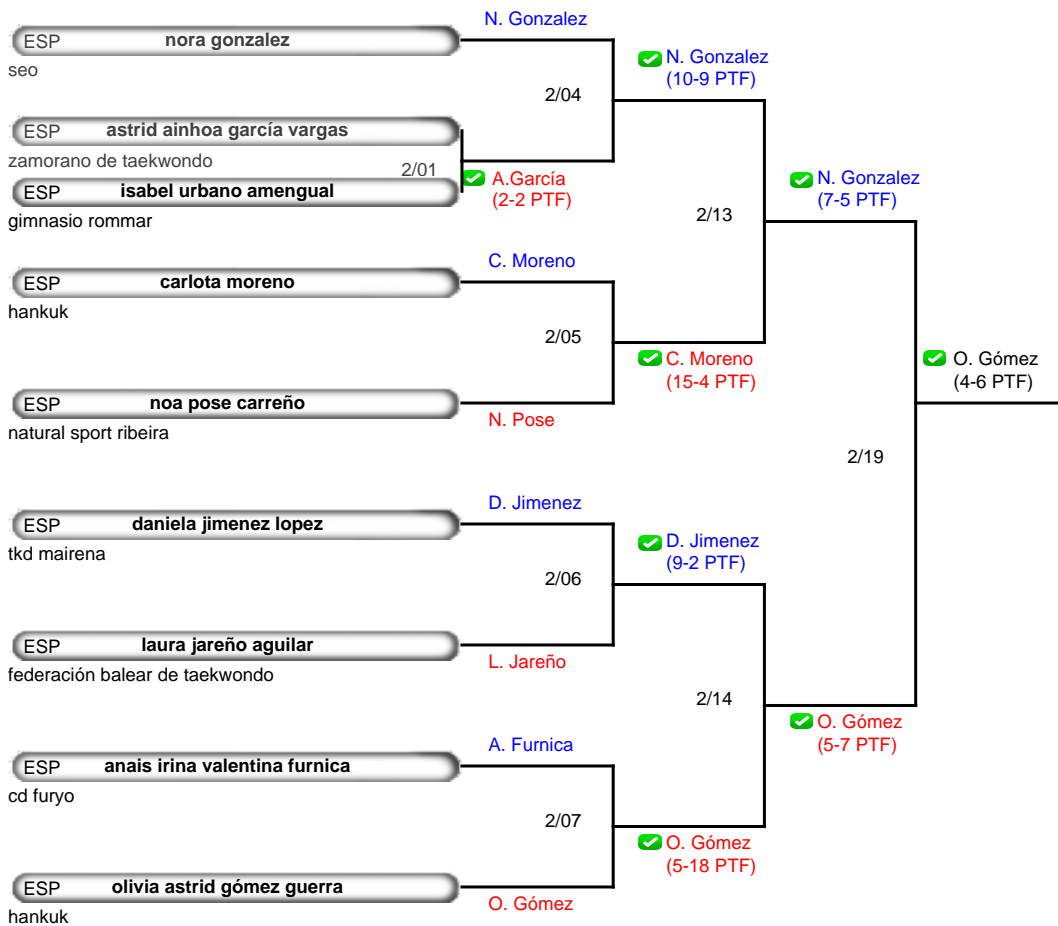 N. Gonzalez
ESP nora gonzalez
seo
2/04
N. Gonzalez
(10-9 PTF)
ESP astrid ainhoa garcía vargas
zamorano de taekwondo
2/01
A.García
(2-2 PTF)
ESP isabel urbano amengual
gimnasio rommar
2/13
N. Gonzalez
(7-5 PTF)
C. Moreno
ESP carlota moreno
hankuk
2/05
C. Moreno
(15-4 PTF)
ESP noa pose carreño
natural sport ribeira
N. Pose
2/19
O. Gómez
(4-6 PTF)
D. Jimenez
ESP daniela jimenez lopez
tkd mairena
2/06
D. Jimenez
(9-2 PTF)
ESP laura jareño aguilar
federación balear de taekwondo
L. Jareño
2/14
O. Gómez
(5-7 PTF)
A. Furnica
ESP anais irina valentina furnica
cd furyo
2/07
O. Gómez
(5-18 PTF)
ESP olivia astrid gómez guerra
hankuk
O. Gómez